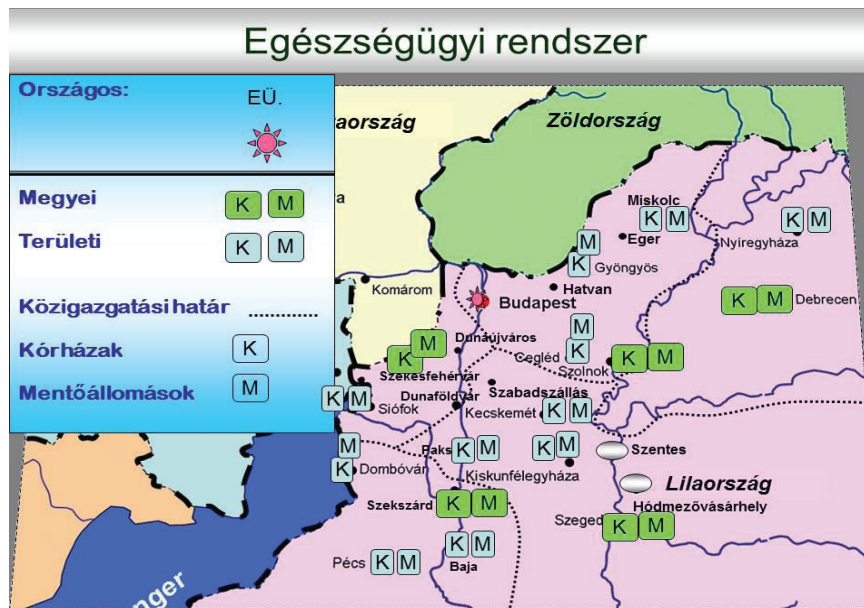 Egészségügyi rendszer
Országos:
EÜ.
Megyei
K M
Területi
K M
Közigazgatási határ ..............
Kórházak
K
Mentőállomások
M
Zöldország
Miskolc
K M
K M
Eger
Nyíregyháza
M
K
Gyöngyös
Komárom
Hatvan
Budapest
K M
Debrecen
M
K
Dunaújváros
M
K
Cegléd
K M
Szolnok
Székesfehérvár
Szabadszállás
K M
Siófok
Dunaföldvár
Kecskemét
K M
M
K
Dombóvár
Paks
K M
K M
Kiskunfélegyháza
Szentes
Lilaország
Szekszárd
K M
Hódmezővásárhely
Szeged
K M
K M
Baja
Pécs
K M